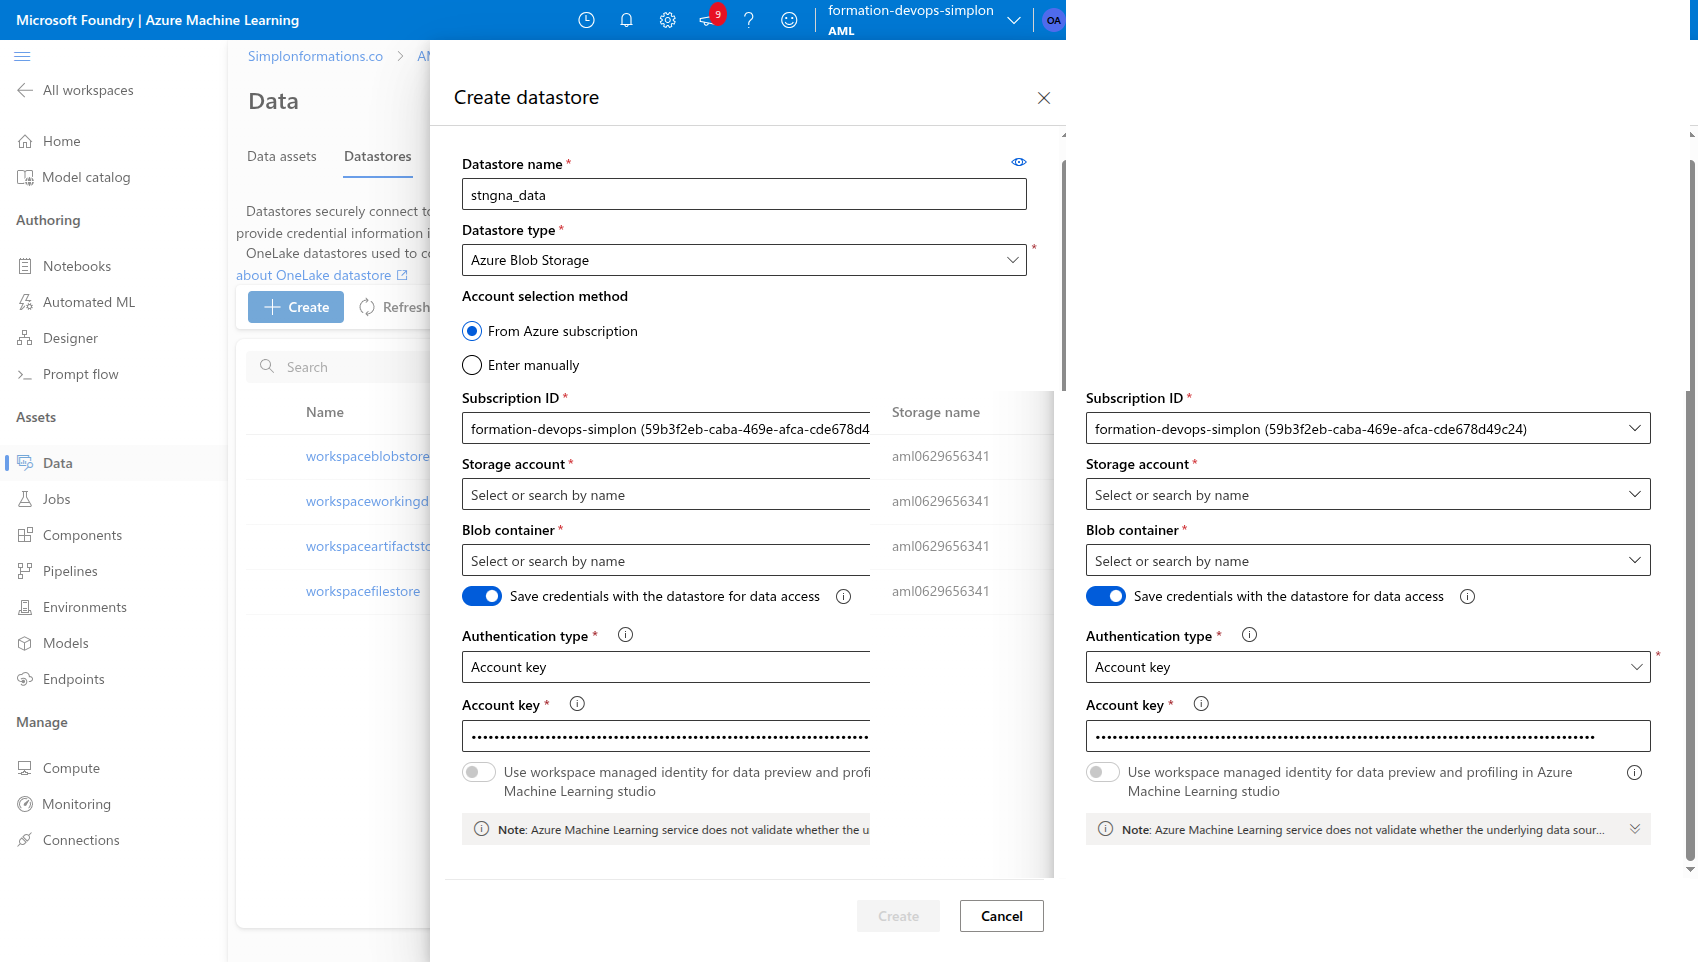 Microsoft Foundry | Azure Machine Learning
9
?
formation-devops-simplon
AML
OA
All workspaces
Home
Model catalog
Authoring
Notebooks
Automated ML
Designer
Prompt flow
Assets
Data
Jobs
Components
Pipelines
Environments
Models
Endpoints
Manage
Compute
Monitoring
Connections
Simplonformations.co > AM
Data
Data assets
Datastores
Datastores securely connect to
provide credential information i
OneLake datastores used to co
about OneLake datastore
Create
Refresh
Search
Name
workspaceblobstore
workspaceworkingd
workspaceartifactsto
workspacefilestore
Create datastore
Datastore name *
stngna_data
Datastore type *
Azure Blob Storage
*
Account selection method
From Azure subscription
Enter manually
Subscription ID *
formation-devops-simplon (59b3f2eb-caba-469e-afca-cde678d4
Storage account *
Select or search by name
Blob container *
Select or search by name
Save credentials with the datastore for data access
Authentication type *
Account key
Account key *
Use workspace managed identity for data preview and profi
Machine Learning studio
Note: Azure Machine Learning service does not validate whether the u
Storage name
aml0629656341
aml0629656341
aml0629656341
aml0629656341
Create
Cancel
Subscription ID *
formation-devops-simplon (59b3f2eb-caba-469e-afca-cde678d49c24)
Storage account *
Select or search by name
Blob container *
Select or search by name
Save credentials with the datastore for data access
Authentication type *
Account key
*
Account key *
Use workspace managed identity for data preview and profiling in Azure
Machine Learning studio
Note: Azure Machine Learning service does not validate whether the underlying data sour...